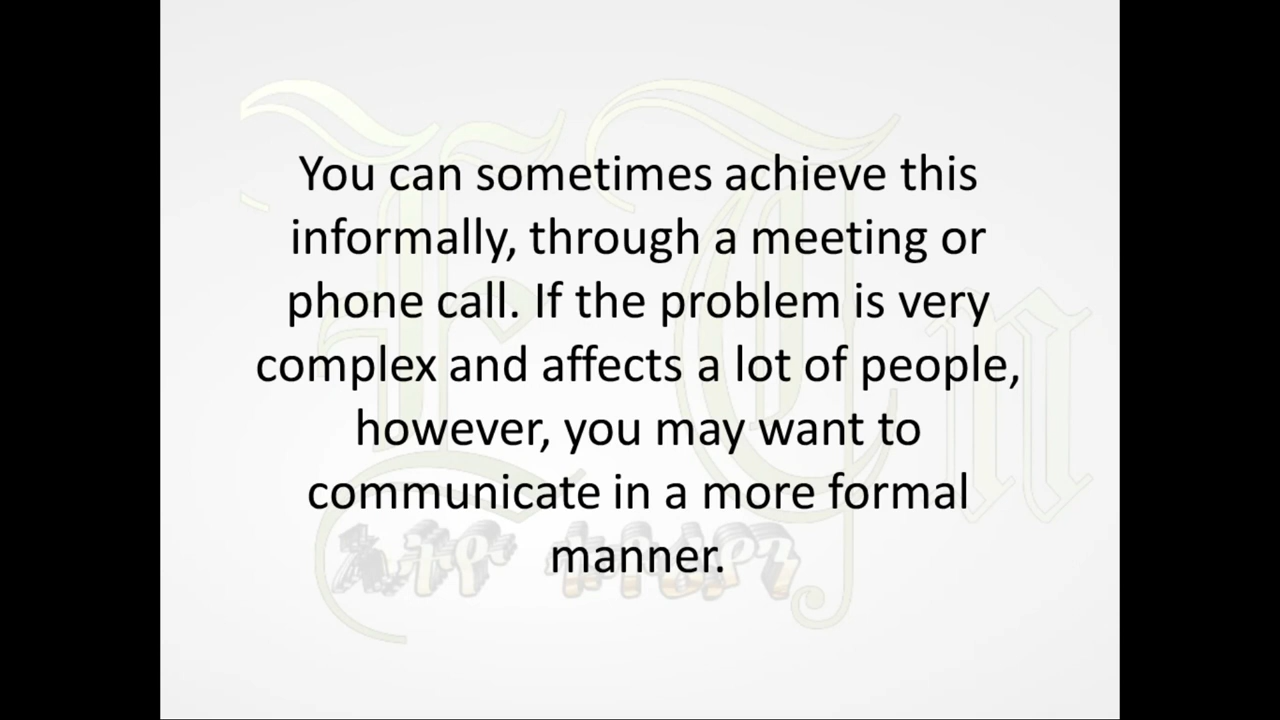 You can sometimes achieve this
informally, through a meeting or
phone call. If the problem is very
complex and affects a lot of people,
however, you may want to
communicate in a more formal
manner.